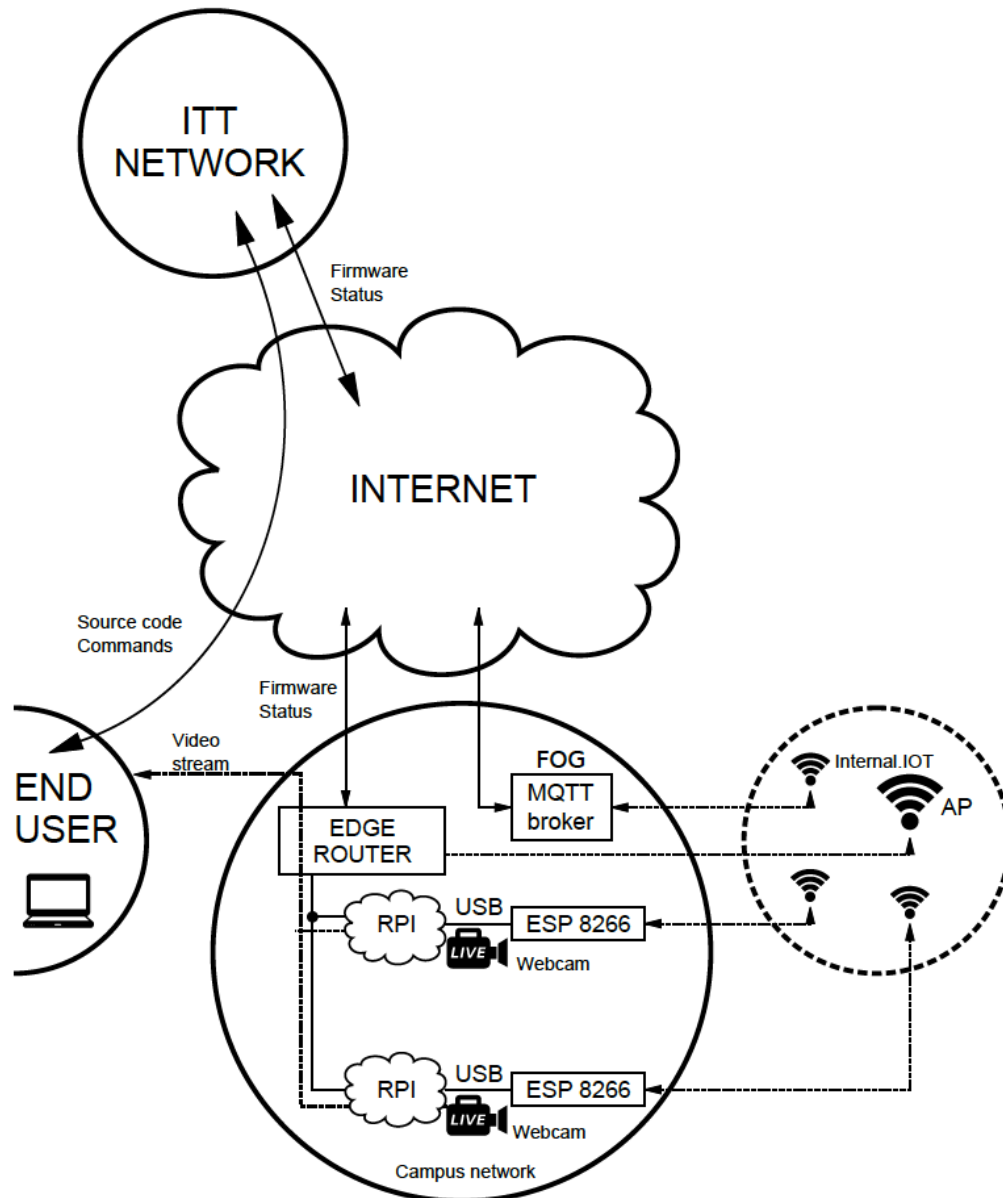 ITT
NETWORK
Firmware
Status
INTERNET
Source code
Commands
Firmware
Status
Video
stream
END
USER
FOG
MQTT
broker
Internal.IOT
AP
EDGE
ROUTER
RPI
USB
ESP 8266
LIVE
Webcam
RPI
USB
ESP 8266
LIVE
Webcam
Campus network